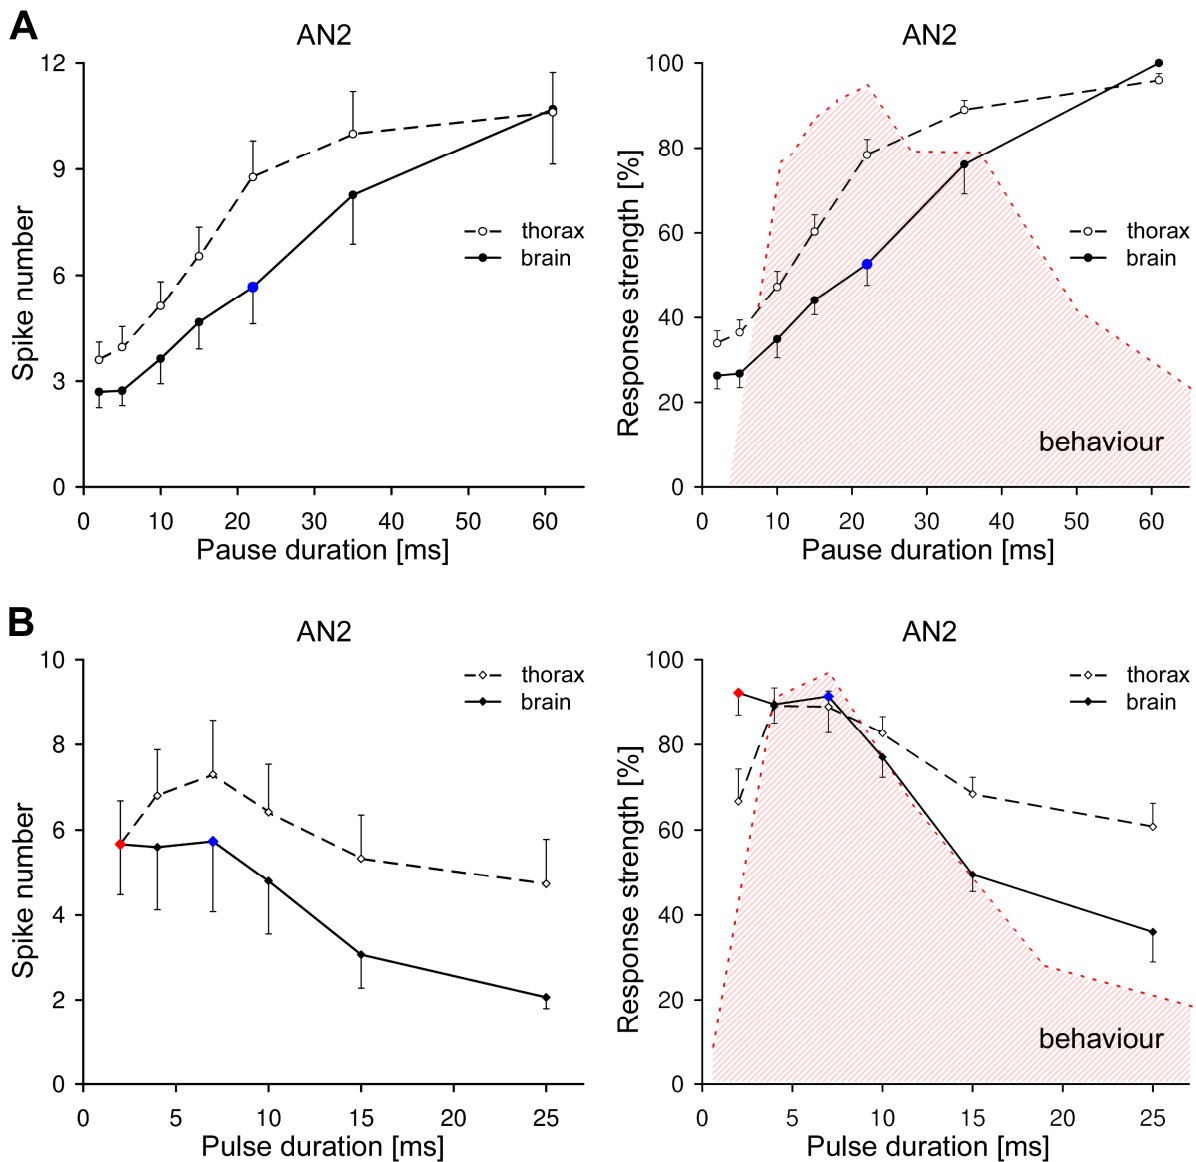 A
AN2
12
9
6
3
0
Spike number
thorax
brain
0 10 20 30 40 50 60
Pause duration [ms]
AN2
100
80
60
40
20
0
Response strength [%]
thorax
brain
behaviour
0 10 20 30 40 50 60
Pause duration [ms]
B
AN2
10
8
6
4
2
0
Spike number
thorax
brain
0 5 10 15 20 25
Pulse duration [ms]
AN2
100
80
60
40
20
0
Response strength [%]
thorax
brain
behaviour
0 5 10 15 20 25
Pulse duration [ms]